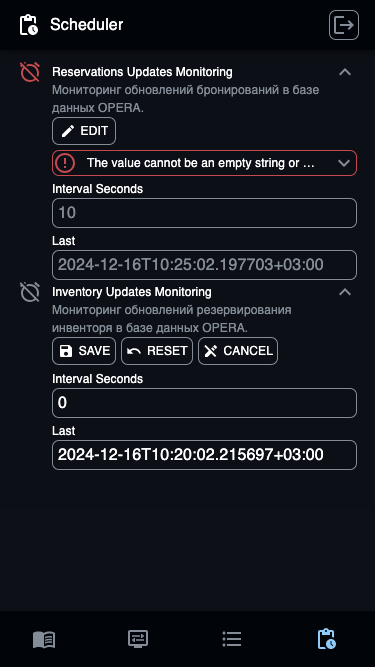 Scheduler
Reservations Updates Monitoring
Мониторинг обновлений бронирований в базе
данных OPERA.
EDIT
The value cannot be an empty string or ...
Interval Seconds
10
Last
2024-12-16T10:25:02.197703+03:00
Inventory Updates Monitoring
Мониторинг обновлений резервирования
инвенторя в базе данных OPERA.
SAVE RESET CANCEL
Interval Seconds
0
Last
2024-12-16T10:20:02.215697+03:00